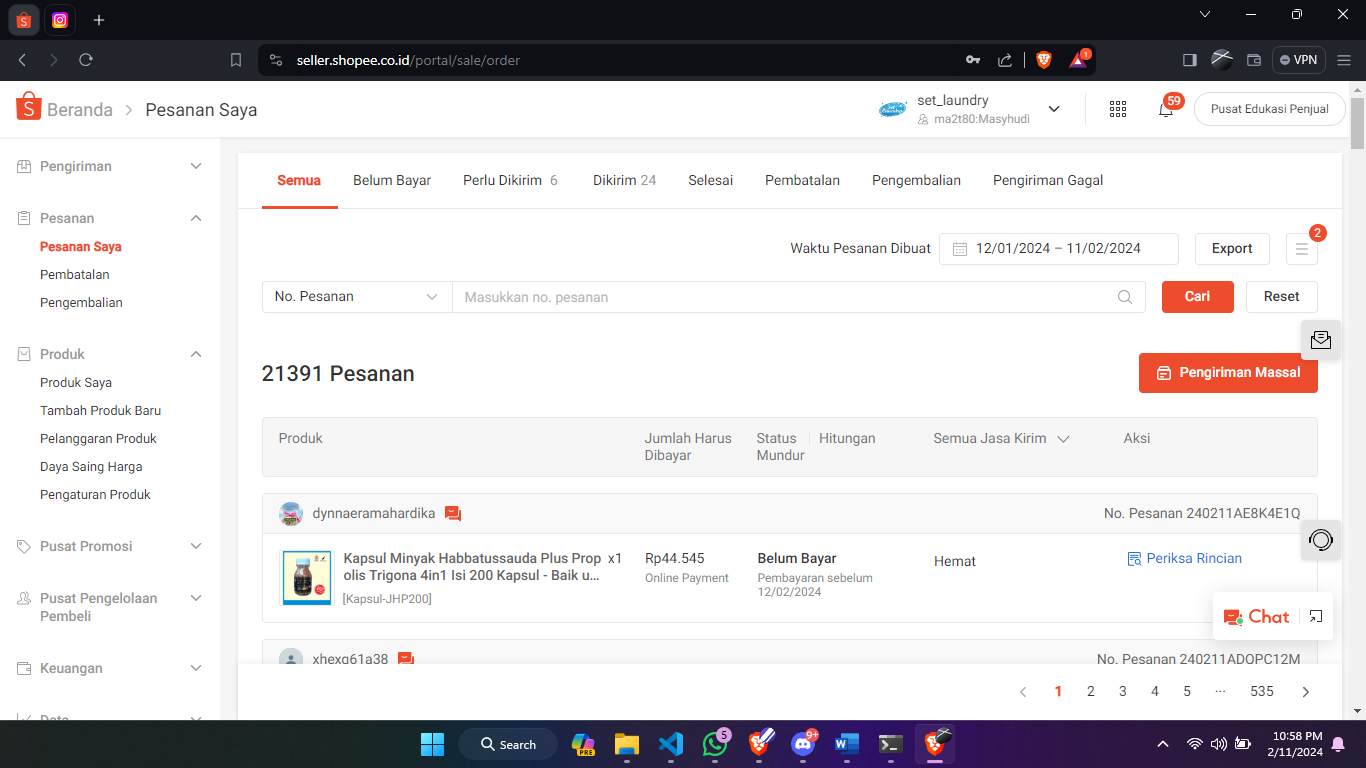 seller.shopee.co.id/portal/sale/order
1
VPN
Beranda > Pesanan Saya
set_laundry
ma2t80:Masyhudi
59
Pusat Edukasi Penjual
Pengiriman
Pesanan
Pesanan Saya
Pembatalan
Pengembalian
Produk
Produk Saya
Tambah Produk Baru
Pelanggaran Produk
Daya Saing Harga
Pengaturan Produk
Pusat Promosi
Pusat Pengelolaan
Pembeli
Keuangan
Data
Semua Belum Bayar Perlu Dikirim 6 Dikirim 24 Selesai Pembatalan Pengembalian Pengiriman Gagal
Waktu Pesanan Dibuat 12/01/2024 – 11/02/2024 Export 2
No. Pesanan Masukkan no. pesanan Cari Reset
21391 Pesanan Pengiriman Massal
Produk Jumlah Harus Status Hitungan Semua Jasa Kirim Aksi
Dibayar Mundur
dynnaeramahardika No. Pesanan 240211AE8K4E1Q
Kapsul Minyak Habbatussauda Plus Prop x1 Rp44.545 Belum Bayar Hemat Periksa Rincian
olis Trigona 4in1 Isi 200 Kapsul - Baik u... Online Payment Pembayaran sebelum
[Kapsul-JHP200] 12/02/2024
Chat
xhexq61a38 No. Pesanan 240211ADQPC12M
1 2 3 4 5 ... 535
Search
PRE
5
9+
10:58 PM
2/11/2024